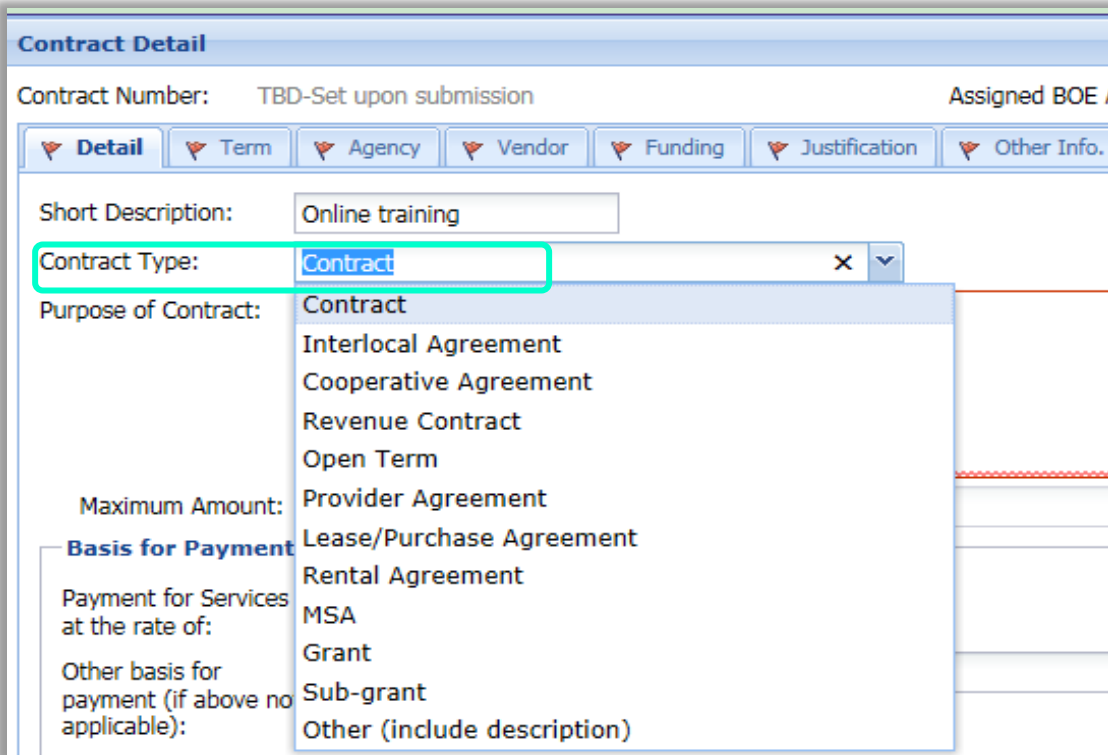 Contract Detail
Contract Number: TBD-Set upon submission Assigned BOE
Detail Term Agency Vendor Funding Justification Other Info.
Short Description: Online training
Contract Type: Contract
Purpose of Contract: Contract
Interlocal Agreement
Cooperative Agreement
Revenue Contract
Open Term
Maximum Amount: Provider Agreement
Basis for Payment Lease/Purchase Agreement
Rental Agreement
Payment for Services
at the rate of: MSA
Grant
Other basis for
payment (if above no Sub-grant
applicable): Other (include description)